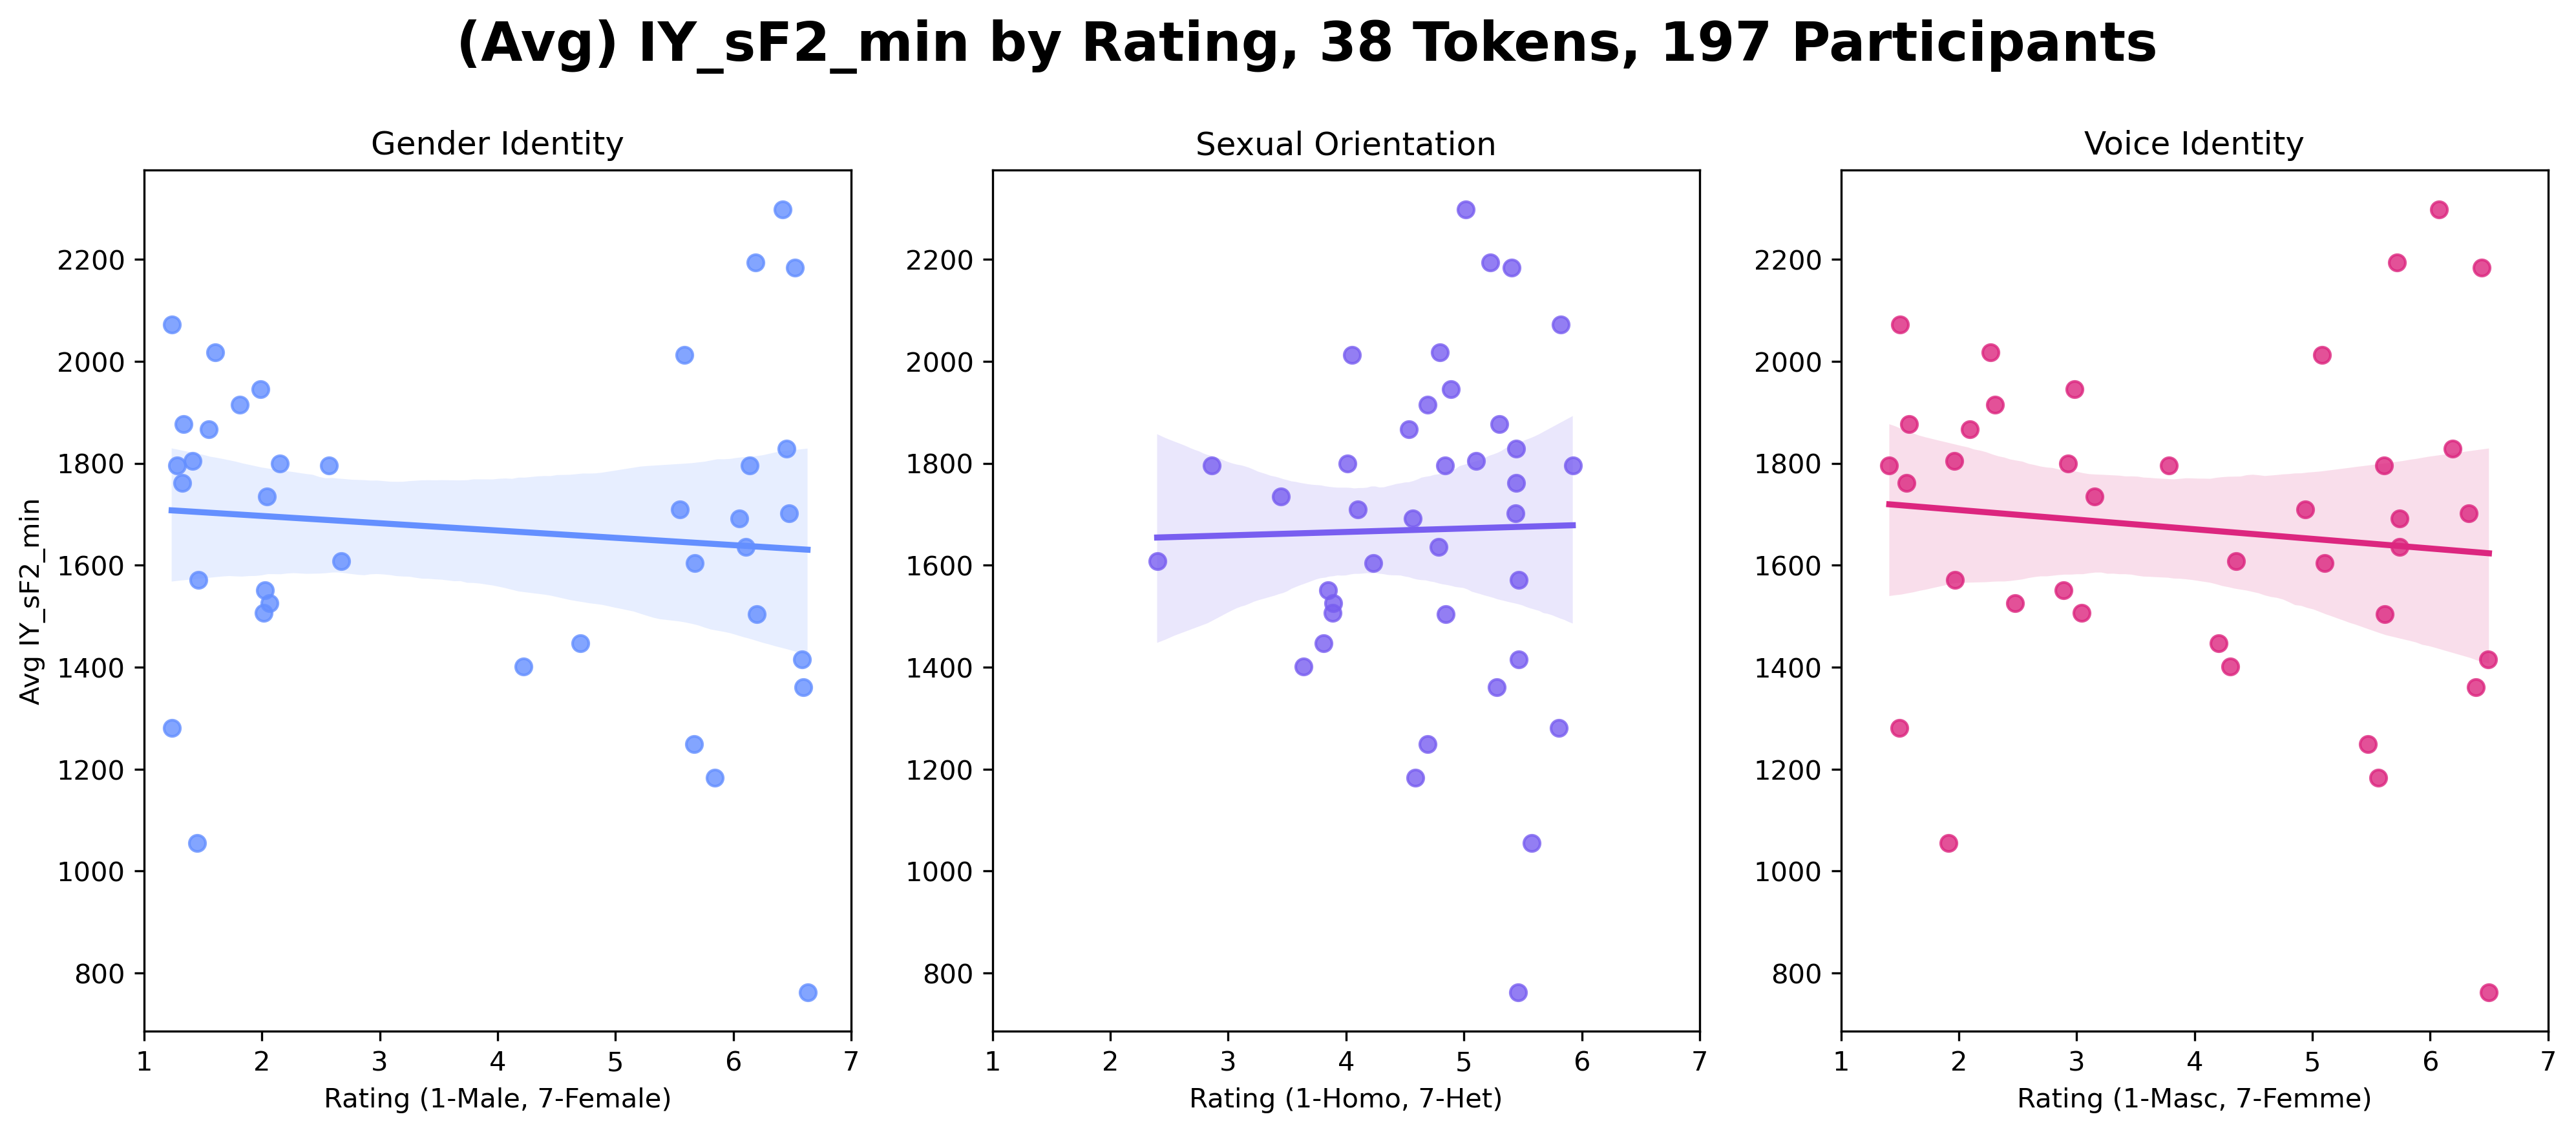 (Avg) IY_sF2_min by Rating, 38 Tokens, 197 Participants
Gender Identity
Sexual Orientation
Voice Identity
Avg IY_sF2_min
2200
2000
1800
1600
1400
1200
1000
800
1 2 3 4 5 6 7
Rating (1-Male, 7-Female)
2200
2000
1800
1600
1400
1200
1000
800
1 2 3 4 5 6 7
Rating (1-Homo, 7-Het)
2200
2000
1800
1600
1400
1200
1000
800
1 2 3 4 5 6 7
Rating (1-Masc, 7-Femme)